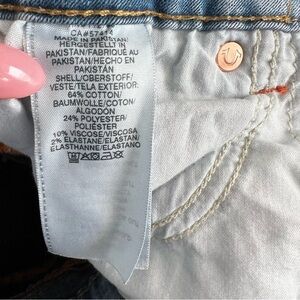 CA#57414
MADE IN PAKISTAN/
HERGESTELLT IN
PAKISTAN/FABRIQUÉ AU
PAKISTAN/HECHO EN
PAKISTÁN
SHELL/OBERSTOFF/
VESTE/TELA EXTERIOR:
64% COTTON/
BAUMWOLLE/COTON/
ALGODÓN
24% POLYESTER/
POLIÉSTER
10% VISCOSE/VISCOSA
2% ELASTANE/ELASTAN/
ELASTHANNE/ELASTANO